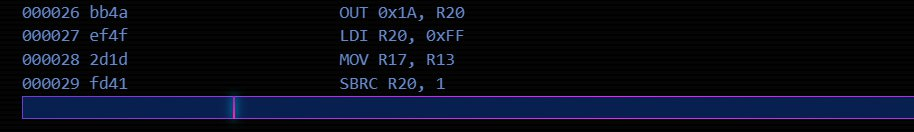 000026 bb4a OUT 0x1A, R20
000027 ef4f LDI R20, 0xFF
000028 2d1d MOV R17, R13
000029 fd41 SBRC R20, 1